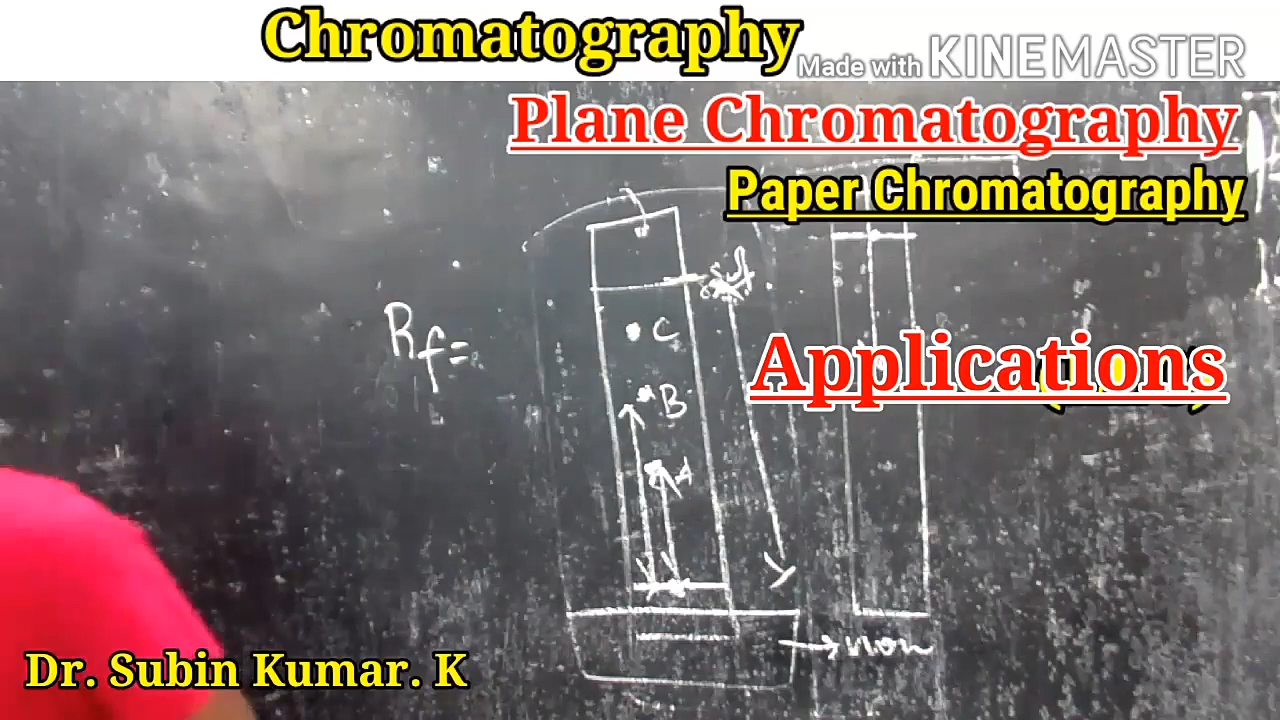 Chromatography
Made with KINEMASTER
Plane Chromatography
Paper Chromatography
Rf=
C
Applications
B
A
Dr. Subin Kumar. K